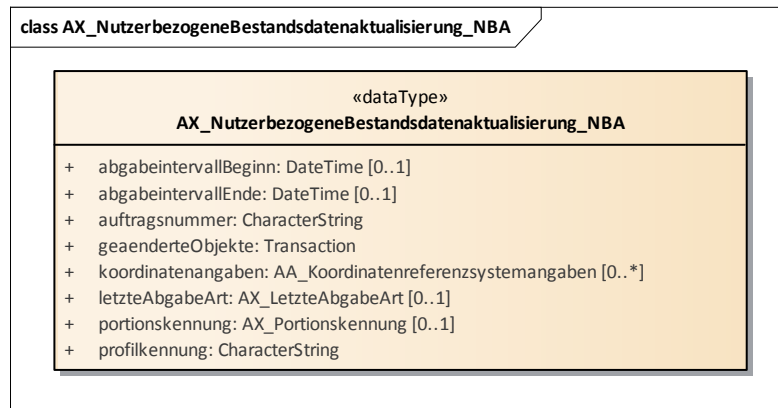 class AX_NutzerbezogeneBestandsdatenaktualisierung_NBA
«dataType»
AX_NutzerbezogeneBestandsdatenaktualisierung_NBA
+ abgabeintervallBeginn: DateTime [0..1]
+ abgabeintervallEnde: DateTime [0..1]
+ auftragsnummer: CharacterString
+ geaenderteObjekte: Transaction
+ koordinatenangaben: AA_Koordinatenreferenzsystemangaben [0..*]
+ letzteAbgabeArt: AX_LetzteAbgabeArt [0..1]
+ portionskennung: AX_Portionskennung [0..1]
+ profilkennung: CharacterString